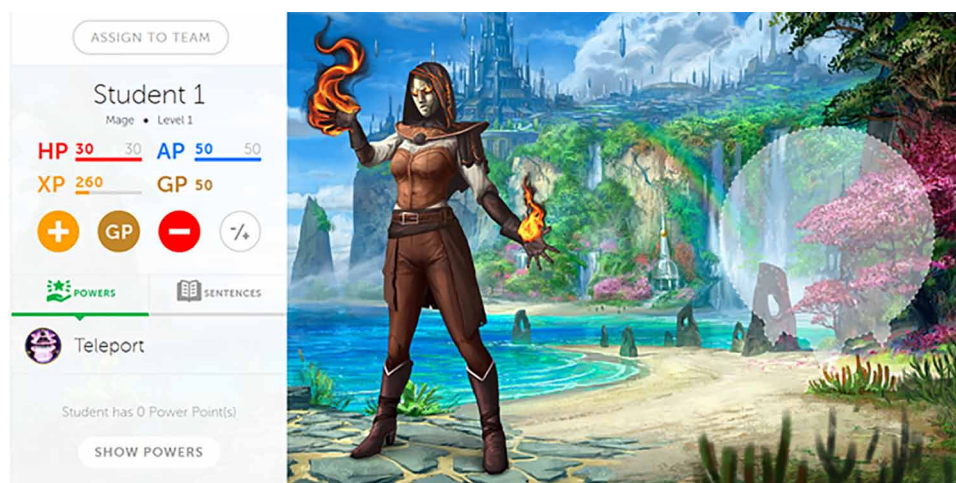 ASSIGN TO TEAM
Student 1
Mage • Level 1
HP 30 30 AP 50 50
XP 260 GP 50
+ GP − -/+
POWERS SENTENCES
Teleport
Student has 0 Power Point(s)
SHOW POWERS